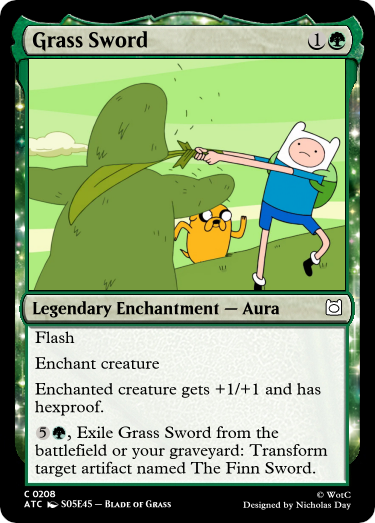 Grass Sword 1
Legendary Enchantment — Aura
Flash
Enchant creature
Enchanted creature gets +1/+1 and has
hexproof.
5, Exile Grass Sword from the
battlefield or your graveyard: Transform
target artifact named The Finn Sword.
C 0208 © WotC
ATC S05E45 – Blade of Grass Designed by Nicholas Day